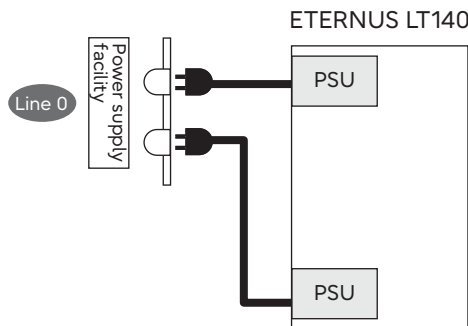 ETERNUS LT140
Power supply
facility
Line 0
PSU
PSU